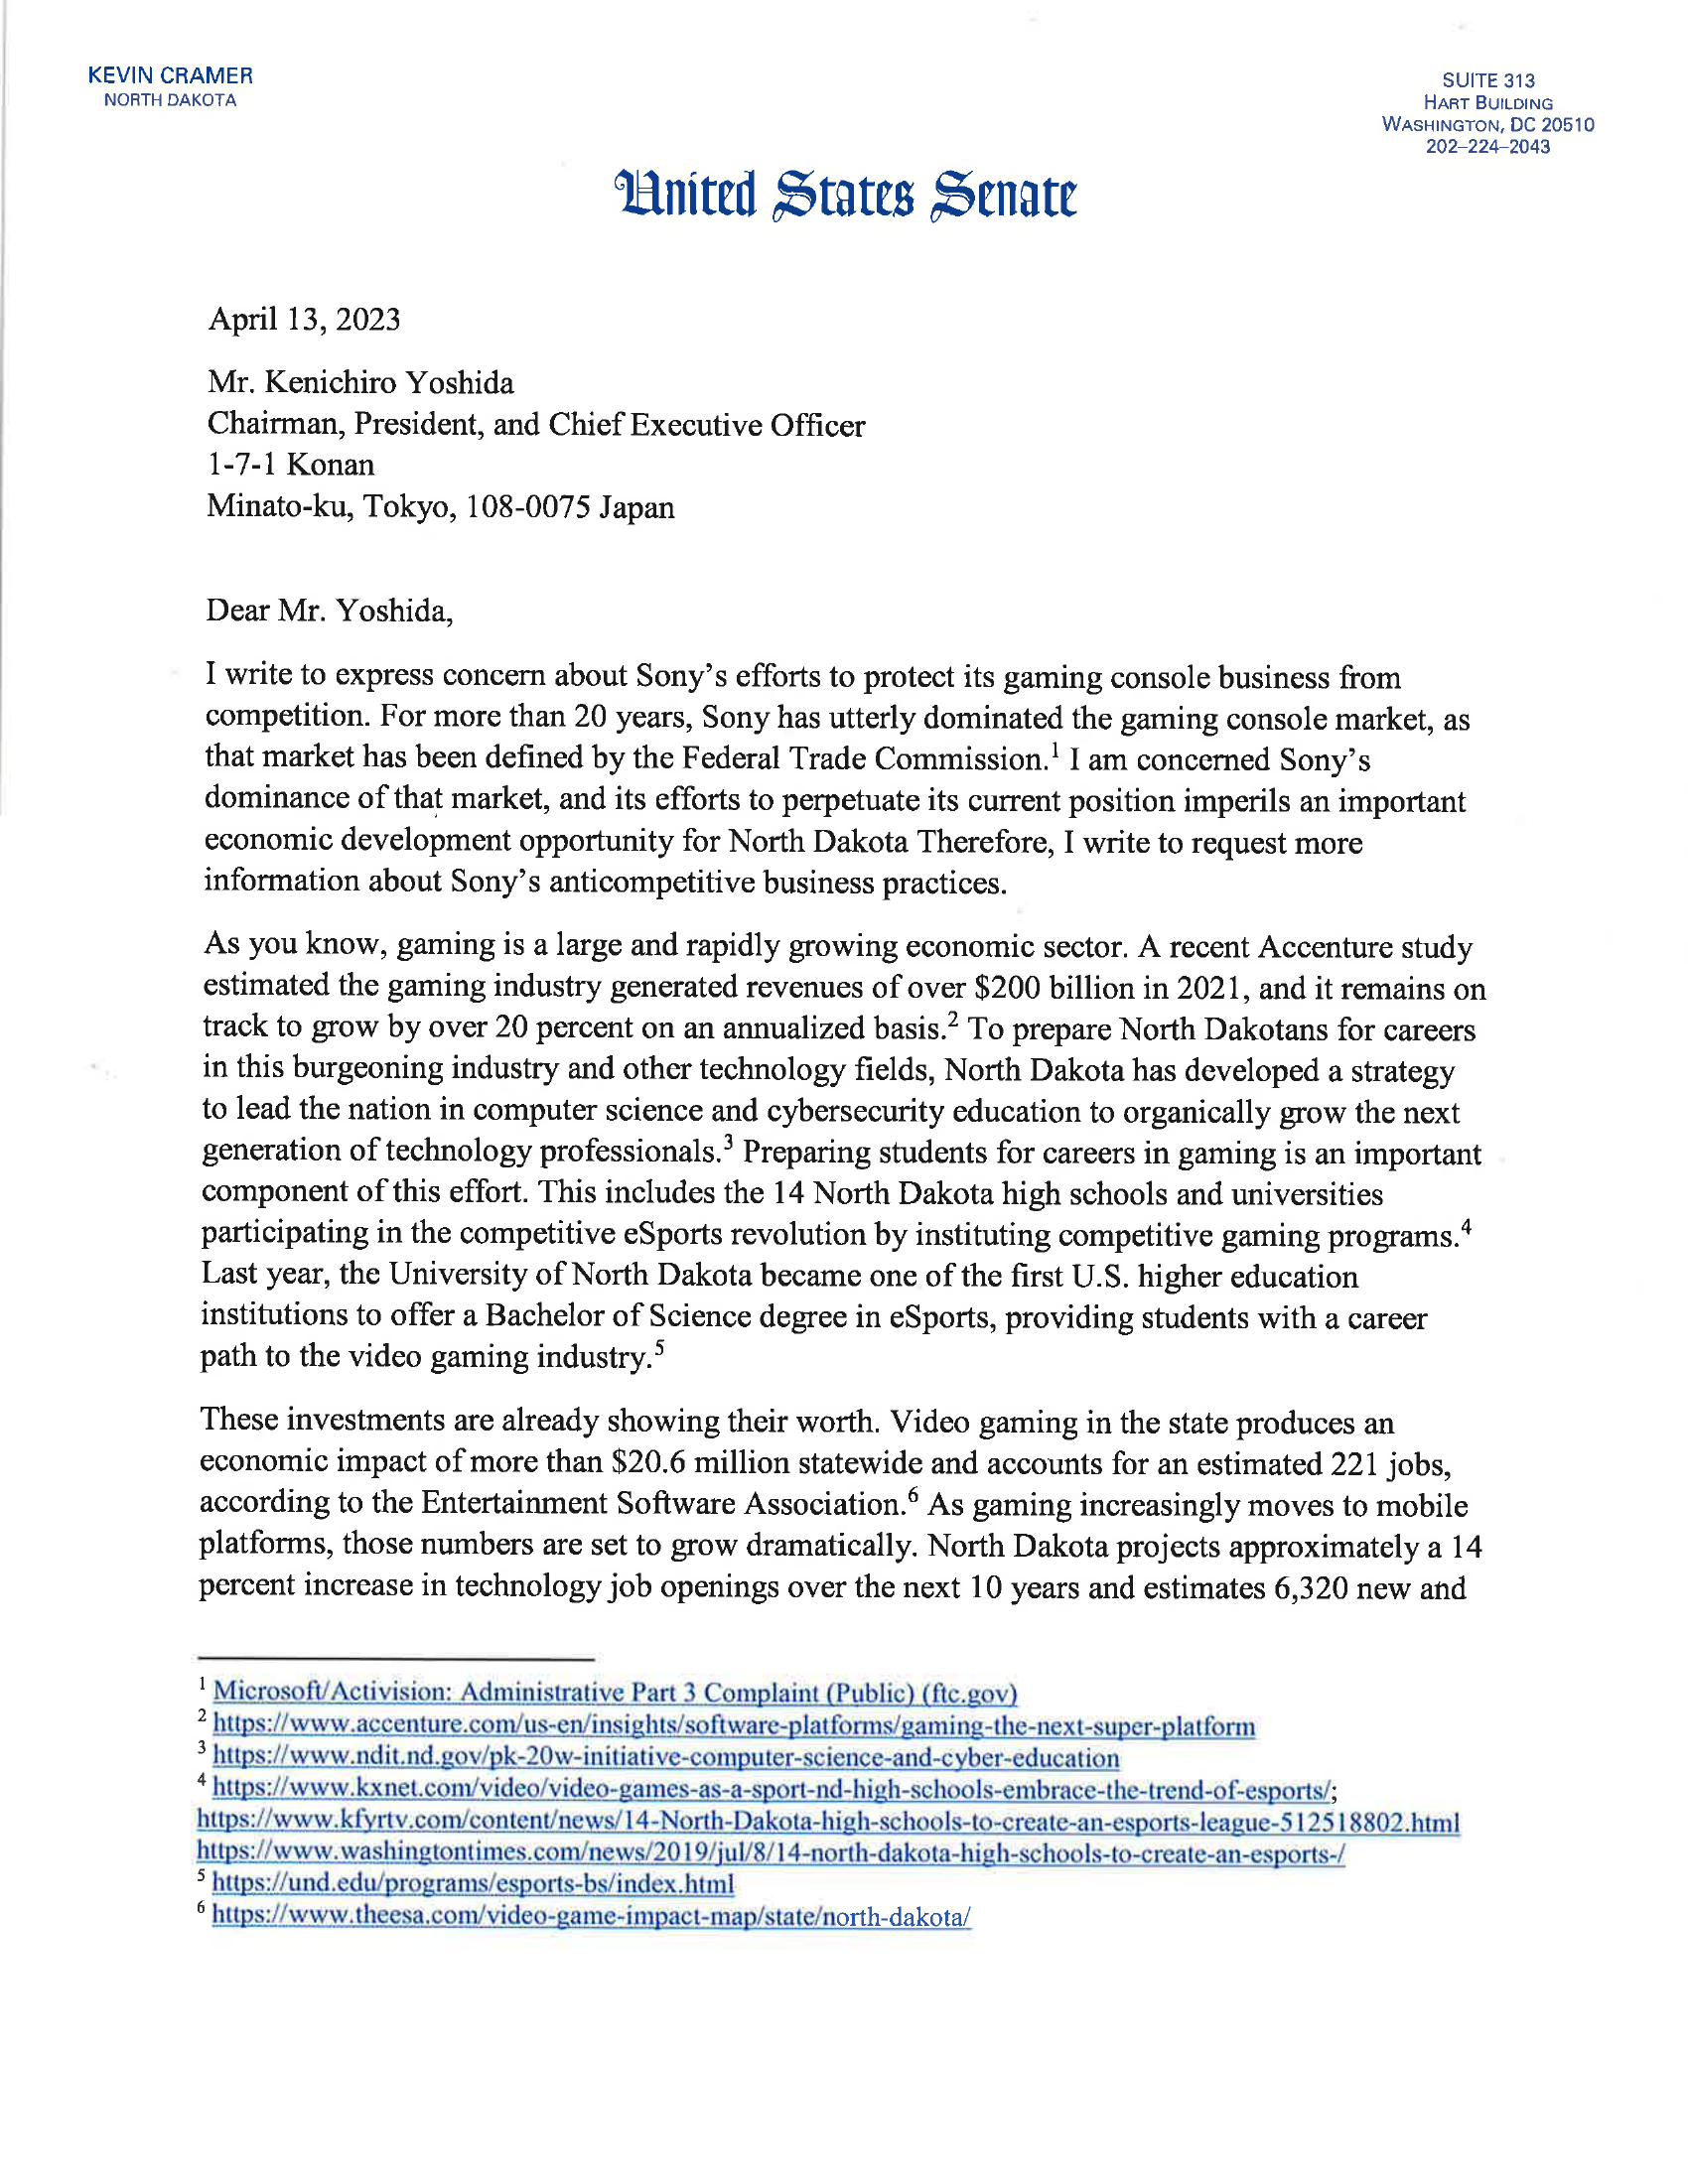 KEVIN CRAMER
NORTH DAKOTA
SUITE 313
HART BUILDING
WASHINGTON, DC 20510
202–224–2043
United States Senate
April 13, 2023
Mr. Kenichiro Yoshida
Chairman, President, and Chief Executive Officer
1-7-1 Konan
Minato-ku, Tokyo, 108-0075 Japan
Dear Mr. Yoshida,
I write to express concern about Sony's efforts to protect its gaming console business from
competition. For more than 20 years, Sony has utterly dominated the gaming console market, as
that market has been defined by the Federal Trade Commission.¹ I am concerned Sony's
dominance of that market, and its efforts to perpetuate its current position imperils an important
economic development opportunity for North Dakota Therefore, I write to request more
information about Sony's anticompetitive business practices.
As you know, gaming is a large and rapidly growing economic sector. A recent Accenture study
estimated the gaming industry generated revenues of over $200 billion in 2021, and it remains on
track to grow by over 20 percent on an annualized basis.² To prepare North Dakotans for careers
in this burgeoning industry and other technology fields, North Dakota has developed a strategy
to lead the nation in computer science and cybersecurity education to organically grow the next
generation of technology professionals.³ Preparing students for careers in gaming is an important
component of this effort. This includes the 14 North Dakota high schools and universities
participating in the competitive eSports revolution by instituting competitive gaming programs.⁴
Last year, the University of North Dakota became one of the first U.S. higher education
institutions to offer a Bachelor of Science degree in eSports, providing students with a career
path to the video gaming industry.⁵
These investments are already showing their worth. Video gaming in the state produces an
economic impact of more than $20.6 million statewide and accounts for an estimated 221 jobs,
according to the Entertainment Software Association.⁶ As gaming increasingly moves to mobile
platforms, those numbers are set to grow dramatically. North Dakota projects approximately a 14
percent increase in technology job openings over the next 10 years and estimates 6,320 new and
¹ Microsoft/Activision: Administrative Part 3 Complaint (Public) (ftc.gov)
² https://www.accenture.com/us-en/insights/software-platforms/gaming-the-next-super-platform
³ https://www.ndit.nd.gov/pk-20w-initiative-computer-science-and-cyber-education
⁴ https://www.kxnet.com/video/video-games-as-a-sport-nd-high-schools-embrace-the-trend-of-esports/;
https://www.kfyrtv.com/content/news/14-North-Dakota-high-schools-to-create-an-esports-league-512518802.html
https://www.washingtontimes.com/news/2019/jul/8/14-north-dakota-high-schools-to-create-an-esports-/
⁵ https://und.edu/programs/esports-bs/index.html
⁶ https://www.theesa.com/video-game-impact-map/state/north-dakota/